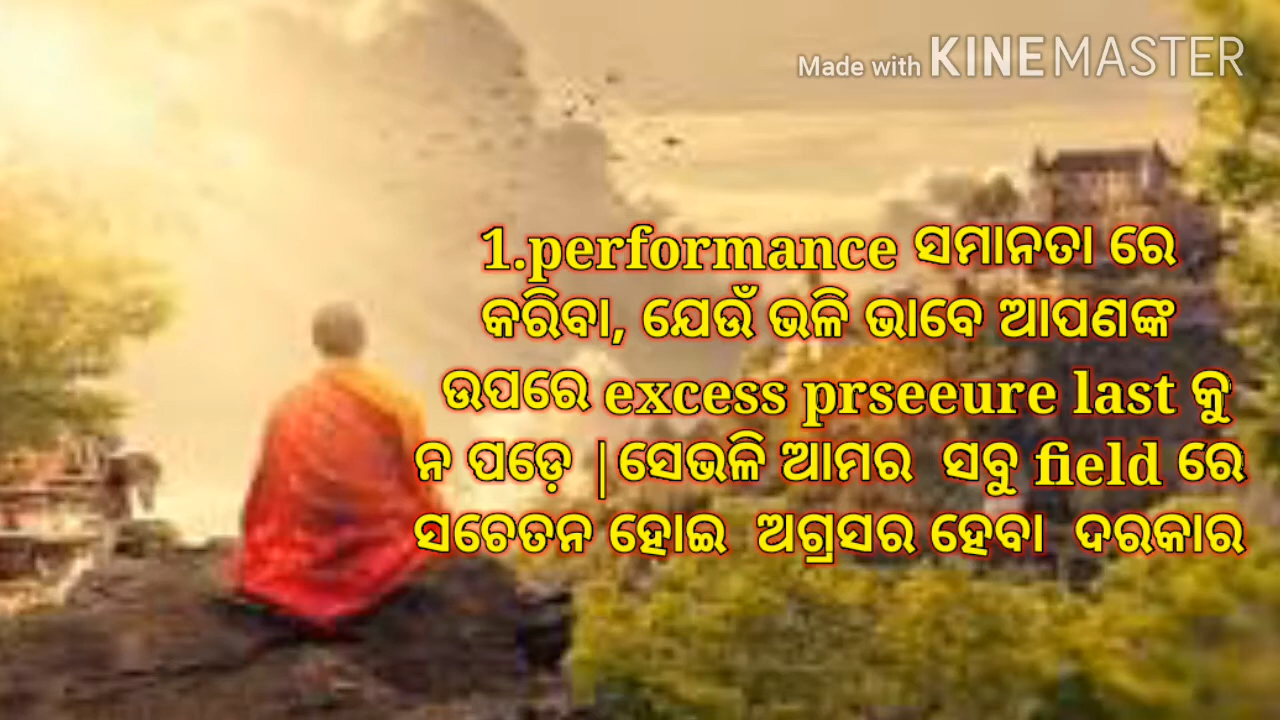 Made with KINEMASTER
1.performance ସମାନତା ରେ
କରିବା, ଯେଉଁ ଭଳି ଭାବେ ଆପଣଙ୍କ
ଉପରେ excess prseeure last କୁ
ନ ପଡ଼େ |ସେଭଳି ଆମର ସବୁ field ରେ
ସଚେତନ ହୋଇ ଅଗ୍ରସର ହେବା ଦରକାର